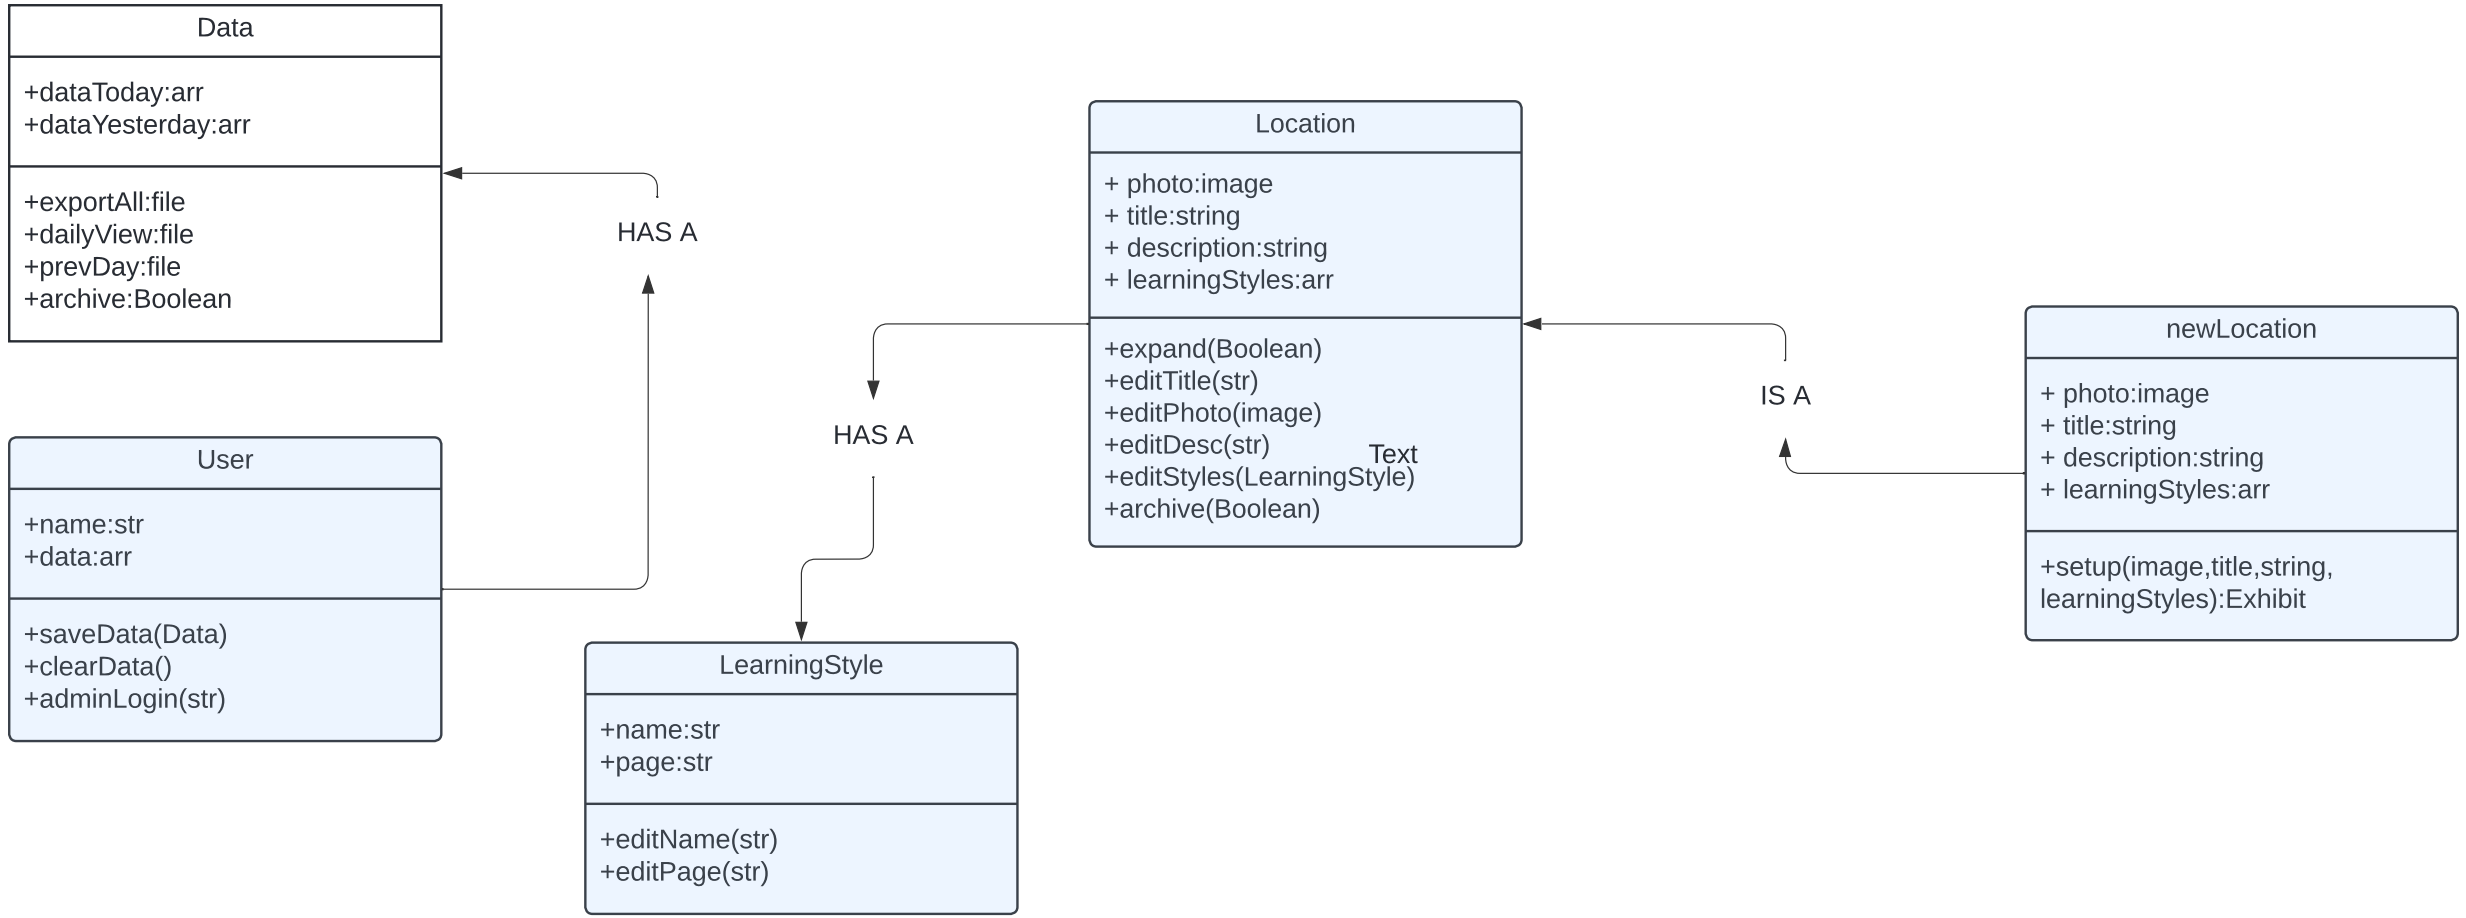 Data
+dataToday:arr
+dataYesterday:arr
+exportAll:file
+dailyView:file
+prevDay:file
+archive:Boolean
HAS A
User
+name:str
+data:arr
+saveData(Data)
+clearData()
+adminLogin(str)
HAS A
LearningStyle
+name:str
+page:str
+editName(str)
+editPage(str)
Location
+ photo:image
+ title:string
+ description:string
+ learningStyles:arr
+expand(Boolean)
+editTitle(str)
+editPhoto(image)
+editDesc(str)
Text
+editStyles(LearningStyle)
+archive(Boolean)
IS A
newLocation
+ photo:image
+ title:string
+ description:string
+ learningStyles:arr
+setup(image,title,string,
learningStyles):Exhibit